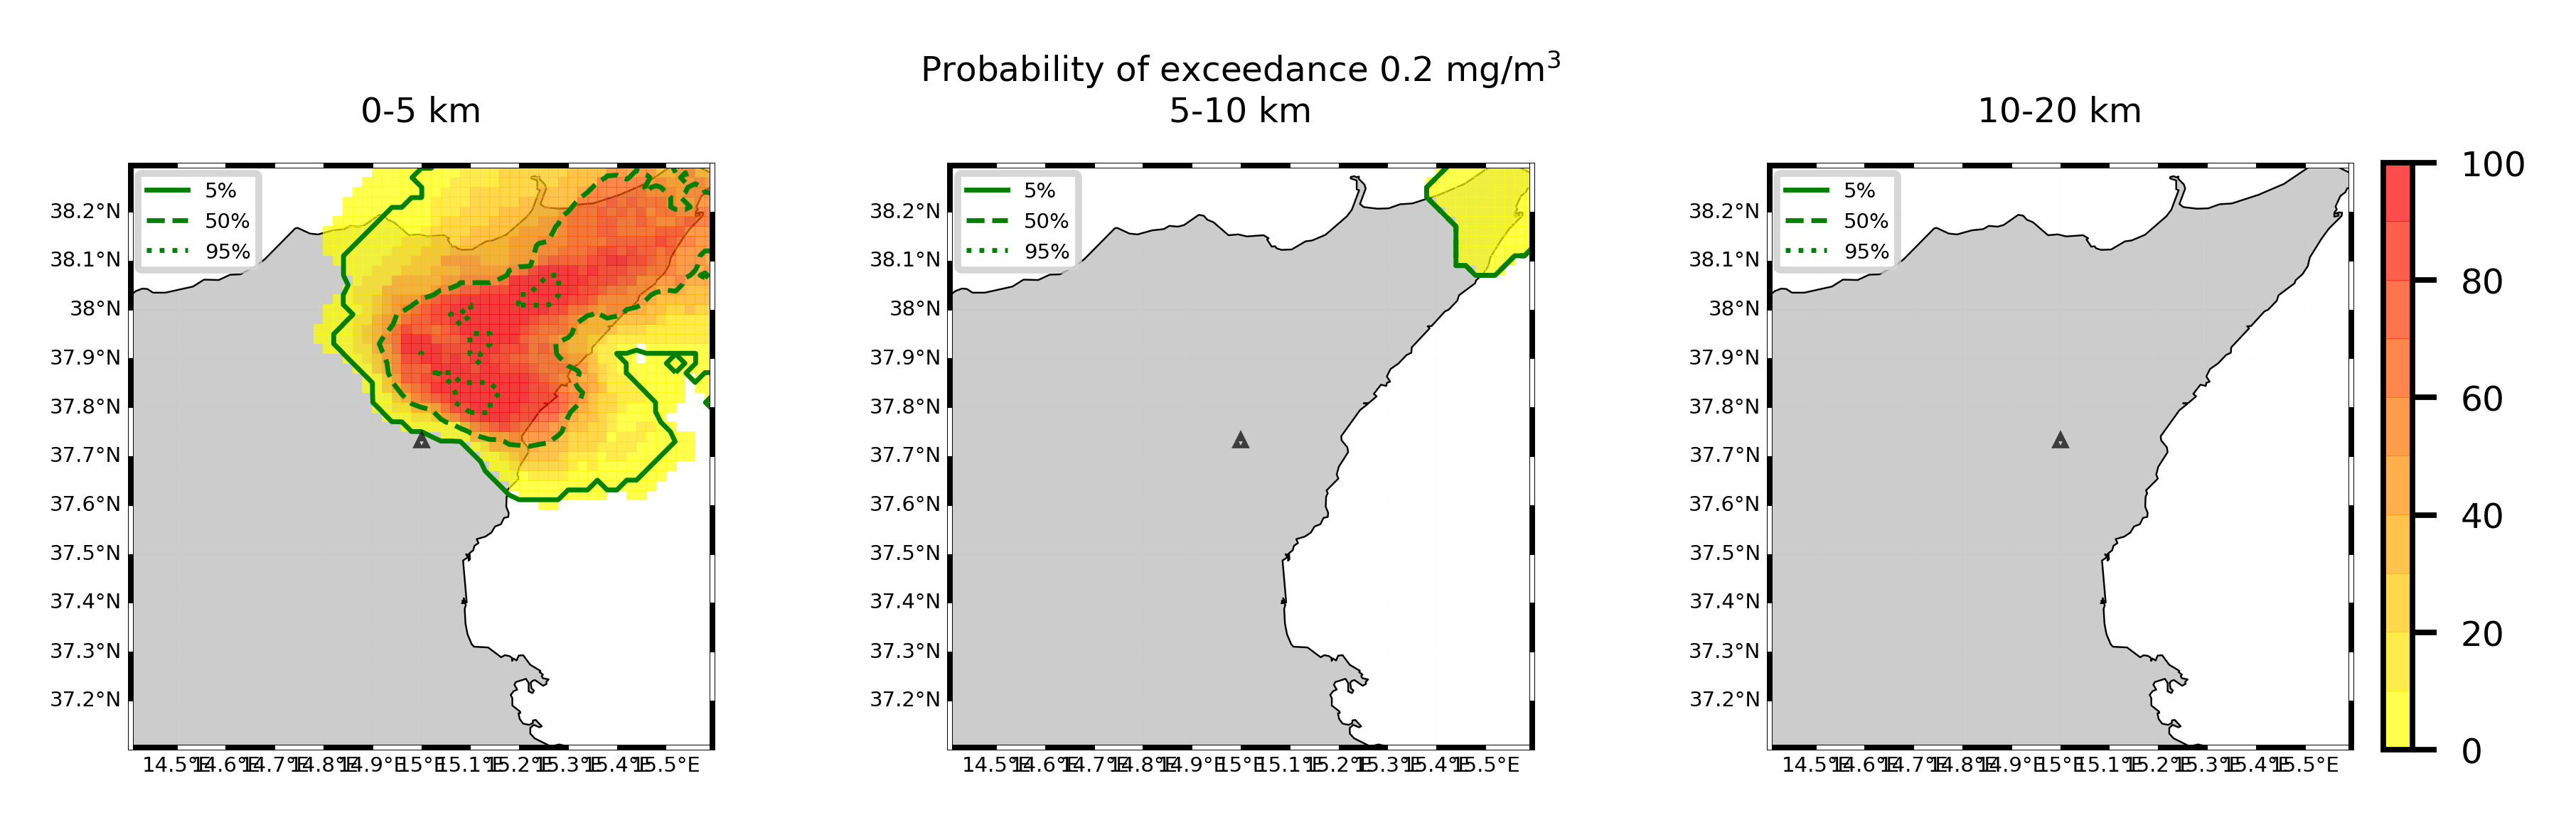 Probability of exceedance 0.2 mg/m³
0-5 km
5-10 km
10-20 km
5%
50%
95%
38.2°N
38.1°N
38°N
37.9°N
37.8°N
37.7°N
37.6°N
37.5°N
37.4°N
37.3°N
37.2°N
14.5°E 14.6°E 14.7°E 14.8°E 14.9°E 15°E 15.1°E 15.2°E 15.3°E 15.4°E 15.5°E
5%
50%
95%
38.2°N
38.1°N
38°N
37.9°N
37.8°N
37.7°N
37.6°N
37.5°N
37.4°N
37.3°N
37.2°N
14.5°E 14.6°E 14.7°E 14.8°E 14.9°E 15°E 15.1°E 15.2°E 15.3°E 15.4°E 15.5°E
5%
50%
95%
38.2°N
38.1°N
38°N
37.9°N
37.8°N
37.7°N
37.6°N
37.5°N
37.4°N
37.3°N
37.2°N
14.5°E 14.6°E 14.7°E 14.8°E 14.9°E 15°E 15.1°E 15.2°E 15.3°E 15.4°E 15.5°E
100
80
60
40
20
0